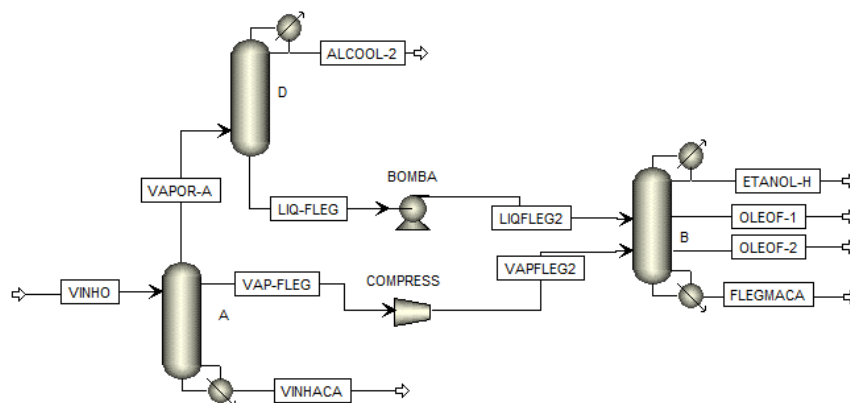 ALCOOL-2
D
VAPOR-A
BOMBA
LIQ-FLEG
LIQFLEG2
ETANOL-H
OLEOF-1
B
OLEOF-2
VAPFLEG2
COMPRESS
VAP-FLEG
VINHO
A
FLEGMACA
VINHACA